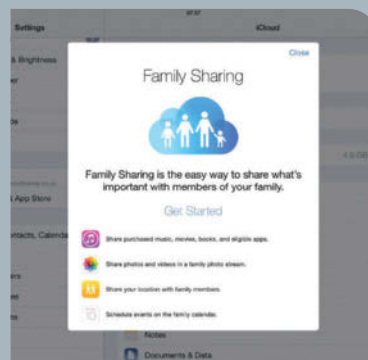 07:37
Settings
iCloud
Close
& Brightness
Family Sharing
Family Sharing is the easy way to share what's
important with members of your family.
Get Started
App Store
Share purchased music, movies, books, and eligible apps.
Share photos and videos in a family photo stream.
Share your location with family members.
Schedule events on the family calendar.
Notes
Documents & Data